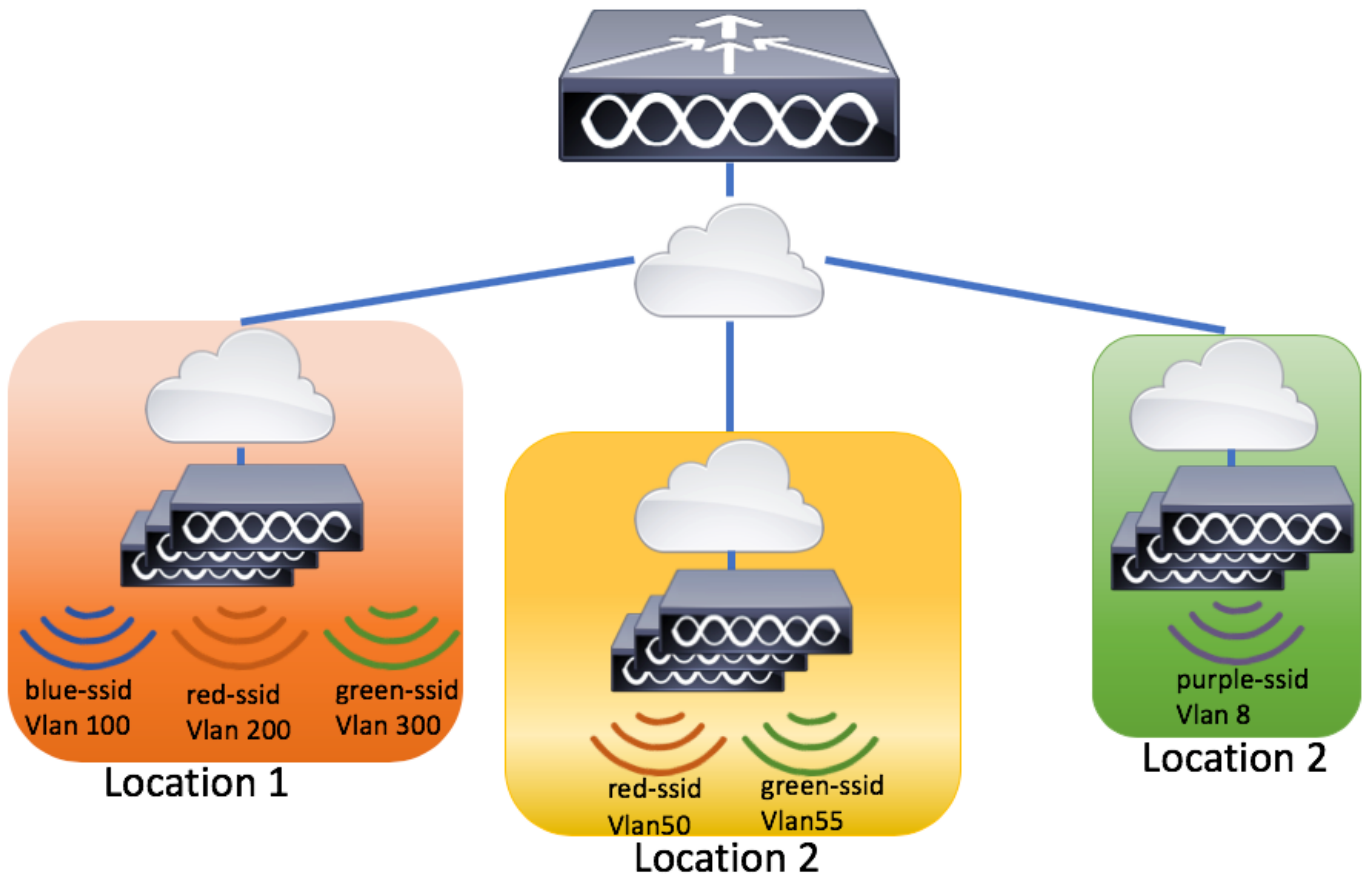 blue-ssid
Vlan 100
red-ssid
Vlan 200
green-ssid
Vlan 300
Location 1
red-ssid
Vlan50
green-ssid
Vlan55
Location 2
purple-ssid
Vlan 8
Location 2